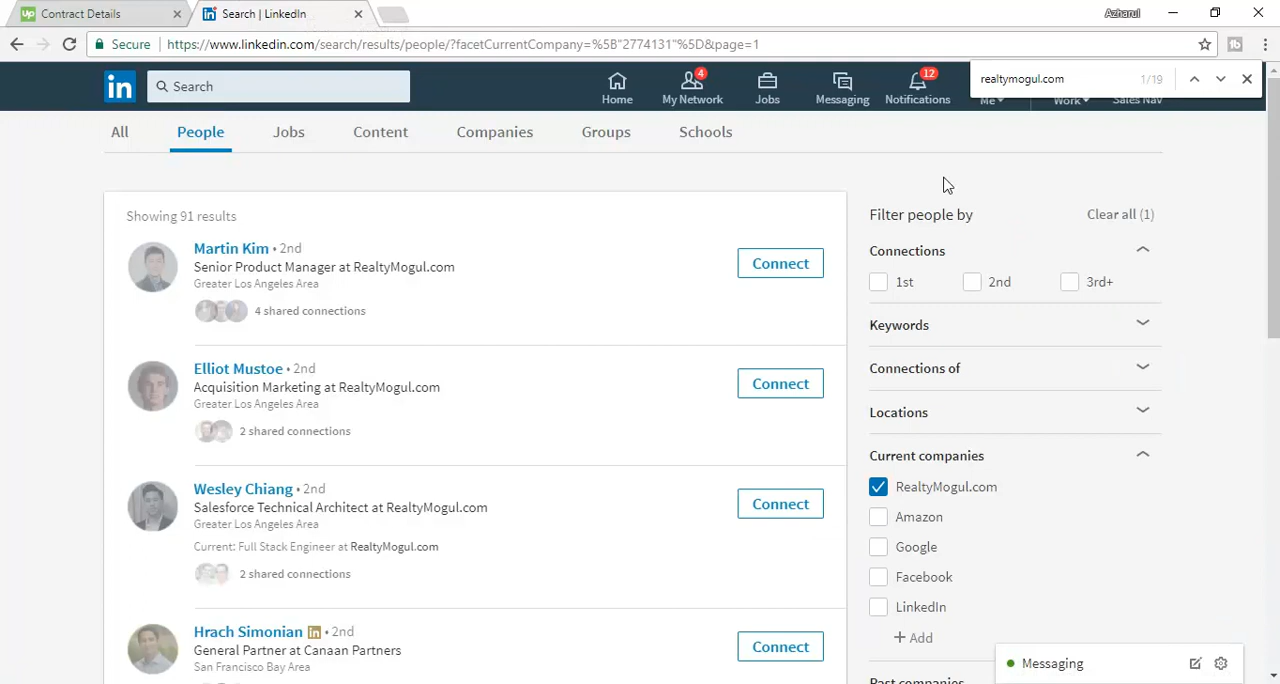 Contract Details
Search | LinkedIn
Azharul
Secure
https://www.linkedin.com/search/results/people/?facetCurrentCompany=%5B"2774131"%5D&page=1
realtymogul.com 1/19
Search
Home
4
My Network
Jobs
Messaging
12
Notifications
Me
Work
Sales Nav
All
People
Jobs
Content
Companies
Groups
Schools
Showing 91 results
Martin Kim • 2nd
Senior Product Manager at RealtyMogul.com
Greater Los Angeles Area
4 shared connections
Connect
Elliot Mustoe • 2nd
Acquisition Marketing at RealtyMogul.com
Greater Los Angeles Area
2 shared connections
Connect
Wesley Chiang • 2nd
Salesforce Technical Architect at RealtyMogul.com
Greater Los Angeles Area
Current: Full Stack Engineer at RealtyMogul.com
2 shared connections
Connect
Hrach Simonian in • 2nd
General Partner at Canaan Partners
San Francisco Bay Area
Connect
Filter people by
Clear all (1)
Connections
1st
2nd
3rd+
Keywords
Connections of
Locations
Current companies
RealtyMogul.com
Amazon
Google
Facebook
LinkedIn
+ Add
Past companies
Messaging